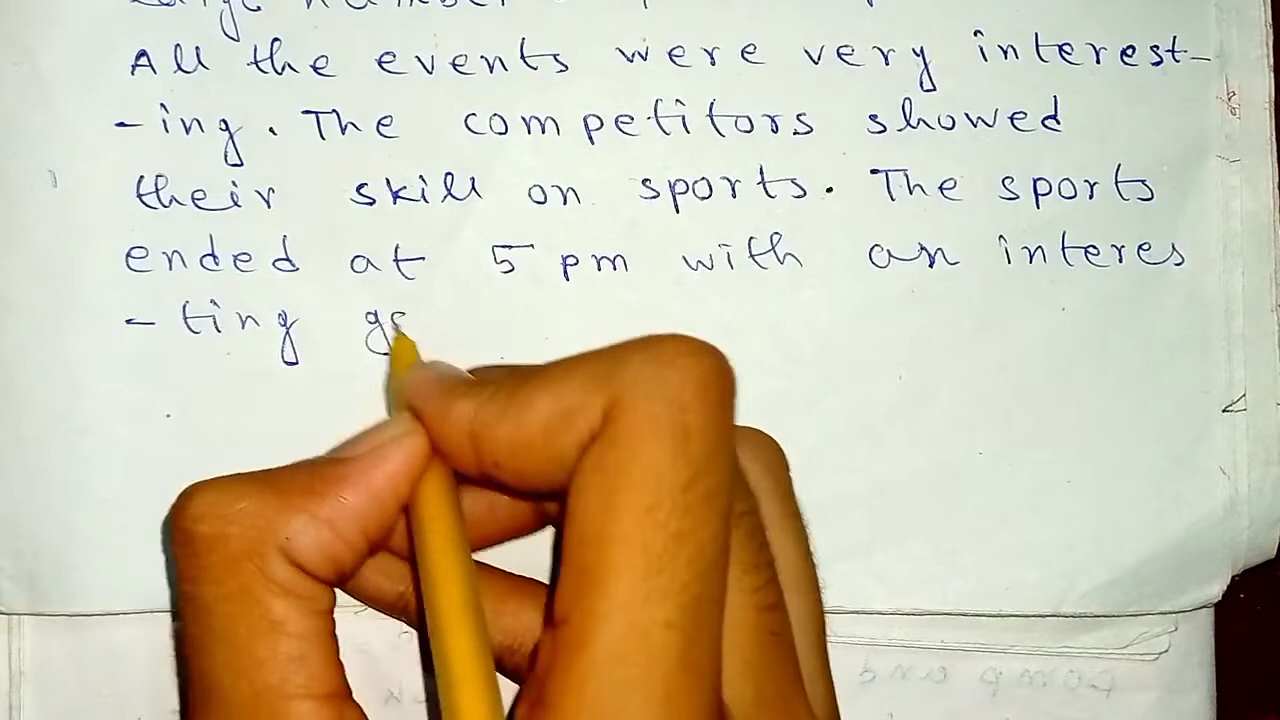 All the events were very interest-
-ing. The competitors showed
their skill on sports. The sports
ended at 5 pm with an interes
-ting